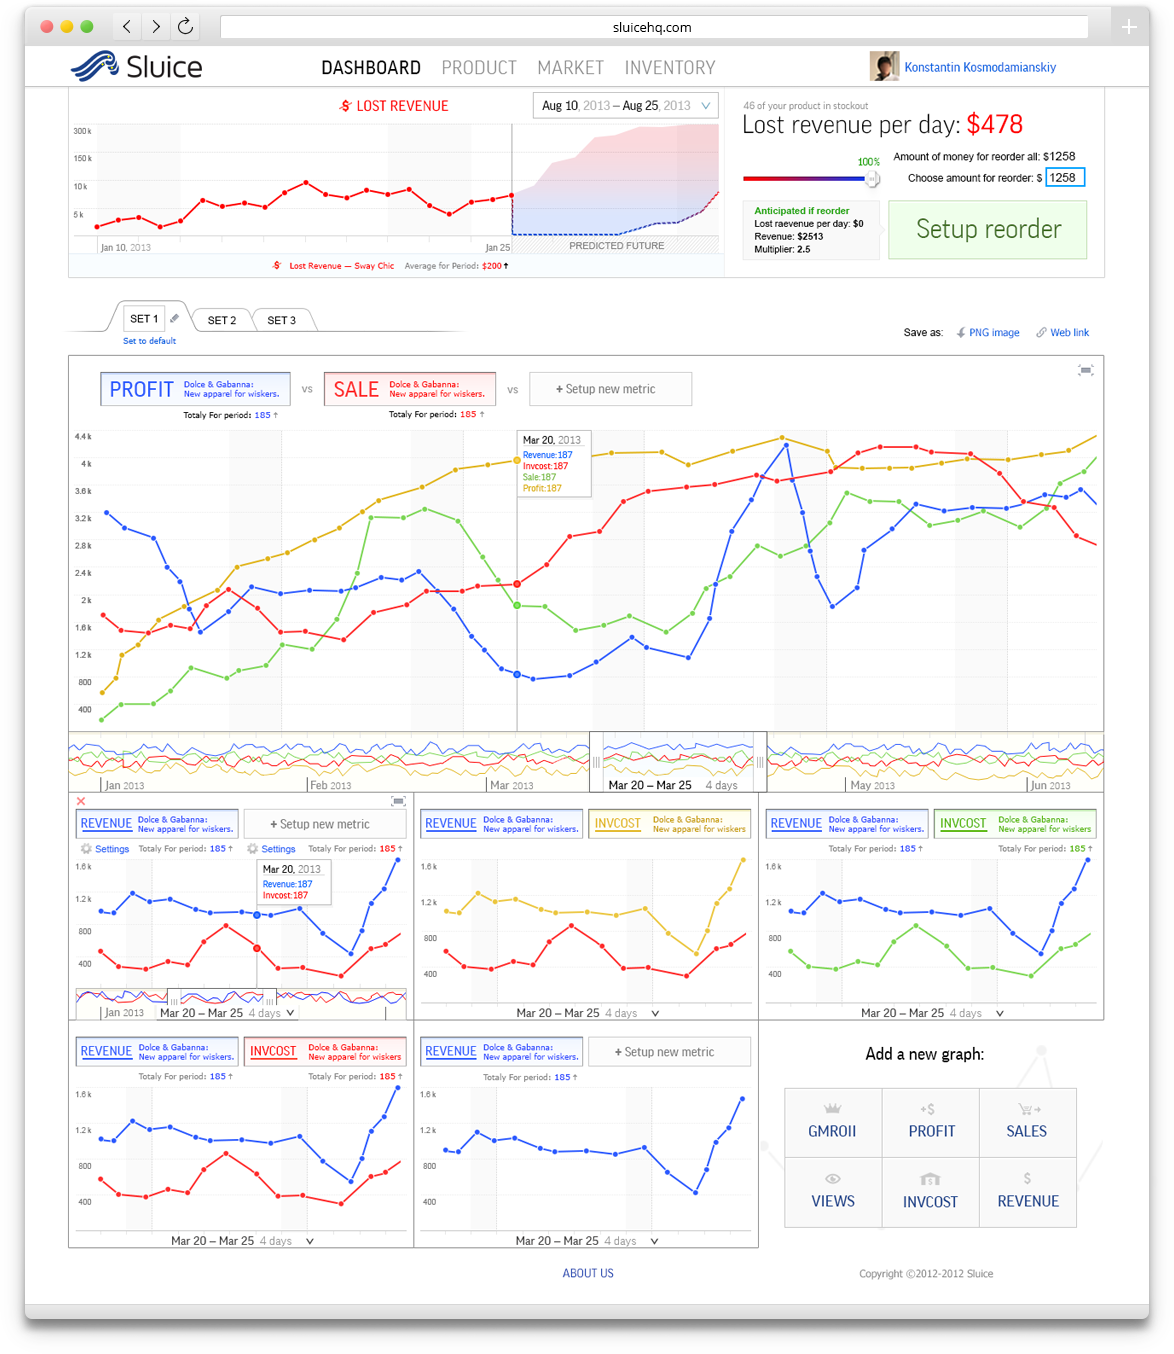 sluicehq.com
Sluice
DASHBOARD PRODUCT MARKET INVENTORY
Konstantin Kosmodamianskiy
LOST REVENUE
Aug 10, 2013 — Aug 25, 2013
300 k
150 k
10 k
5 k
Jan 10, 2013
Jan 25
PREDICTED FUTURE
Lost Revenue — Sway Chic Average for Period: $200
46 of your product in stockout
Lost revenue per day: $478
100%
Amount of money for reorder all: $1258
Choose amount for reorder: $ 1258
Anticipated if reorder
Lost raevenue per day: $0
Revenue: $2513
Multiplier: 2.5
Setup reorder
SET 1
SET 2
SET 3
Set to default
Save as: PNG image Web link
PROFIT
Dolce & Gabanna:
New apparel for wiskers.
Totaly For period: 185 ↑
vs
SALE
Dolce & Gabanna:
New apparel for wiskers.
Totaly For period: 185 ↑
vs
+ Setup new metric
4.4 k
4 k
3.6 k
3.2 k
2.8 k
2.4 k
2 k
1.6 k
1.2 k
800
400
Mar 20, 2013
Revenue:187
Invcost:187
Sale:187
Profit:187
Jan 2013
Feb 2013
Mar 2013
Mar 20 – Mar 25 4 days
May 2013
Jun 2013
REVENUE
Dolce & Gabanna:
New apparel for wiskers.
+ Setup new metric
Settings Totaly For period: 185 ↑
Settings Totaly For period: 185 ↑
1.6 k
1.2 k
800
400
Mar 20, 2013
Revenue:187
Invcost:187
Jan 2013
Mar 20 – Mar 25 4 days
REVENUE
Dolce & Gabanna:
New apparel for wiskers.
INVCOST
Dolce & Gabanna:
New apparel for wiskers
1.6 k
1.2 k
800
400
Mar 20 – Mar 25 4 days
REVENUE
Dolce & Gabanna:
New apparel for wiskers.
Totaly For period: 185 ↑
INVCOST
Dolce & Gabanna:
New apparel for wiskers
Totaly For period: 185 ↑
1.6 k
1.2 k
800
400
Mar 20 – Mar 25 4 days
REVENUE
Dolce & Gabanna:
New apparel for wiskers.
Totaly For period: 185 ↑
INVCOST
Dolce & Gabanna:
New apparel for wiskers
Totaly For period: 185 ↑
1.6 k
1.2 k
800
400
Mar 20 – Mar 25 4 days
REVENUE
Dolce & Gabanna:
New apparel for wiskers.
Totaly For period: 185 ↑
+ Setup new metric
1.6 k
1.2 k
800
400
Mar 20 – Mar 25 4 days
Add a new graph:
GMROII
+$
PROFIT
SALES
VIEWS
INVCOST
$
REVENUE
ABOUT US
Copyright ©2012-2012 Sluice